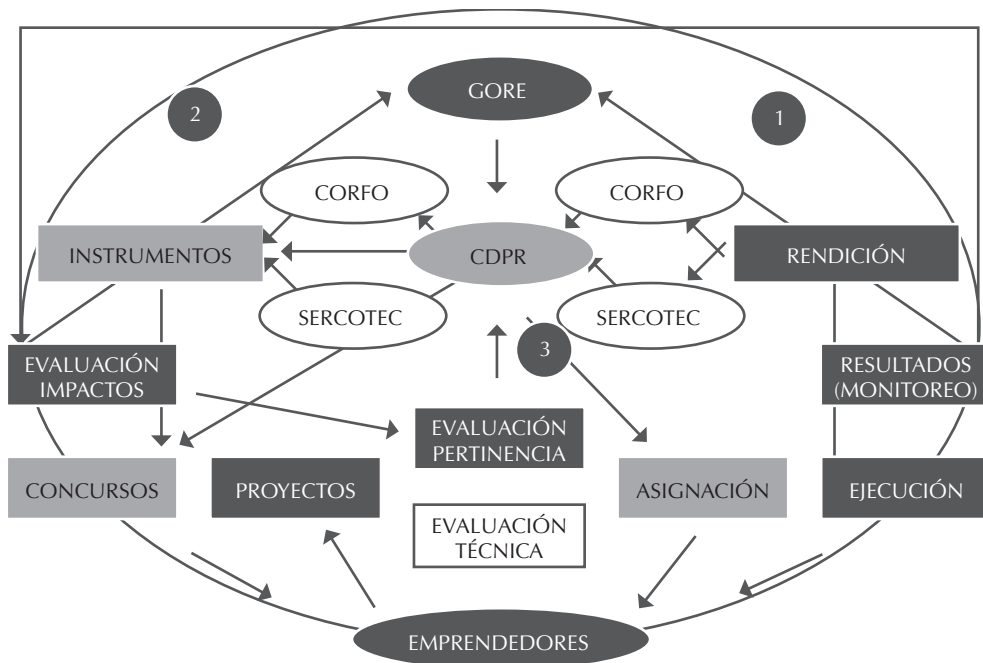 GORE
2
1
CORFO
CORFO
INSTRUMENTOS
CDPR
RENDICIÓN
SERCOTEC
SERCOTEC
3
EVALUACIÓN
IMPACTOS
RESULTADOS
(MONITOREO)
EVALUACIÓN
PERTINENCIA
CONCURSOS
PROYECTOS
ASIGNACIÓN
EJECUCIÓN
EVALUACIÓN
TÉCNICA
EMPRENDEDORES